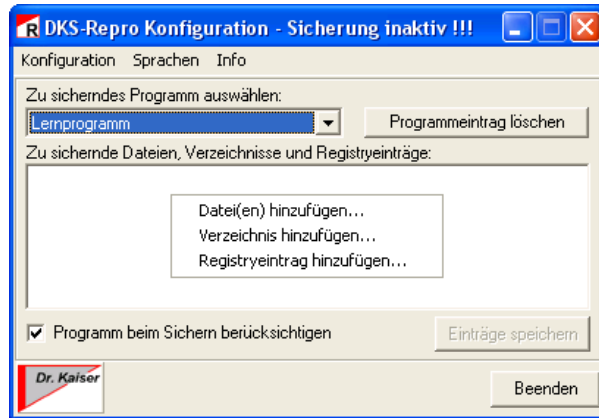 R DKS-Repro Konfiguration - Sicherung inaktiv !!!
Konfiguration Sprachen Info
Zu sicherndes Programm auswählen:
Lernprogramm Programmeintrag löschen
Zu sichernde Dateien, Verzeichnisse und Registryeinträge:
Datei(en) hinzufügen...
Verzeichnis hinzufügen...
Registryeintrag hinzufügen...
Programm beim Sichern berücksichtigen Einträge speichern
Dr. Kaiser Beenden